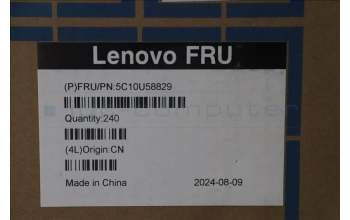 Lenovo FRU
(P)FRU/PN:5C10U58829
Quantity:240
(4L)Origin:CN
Made in China 2024-08-09